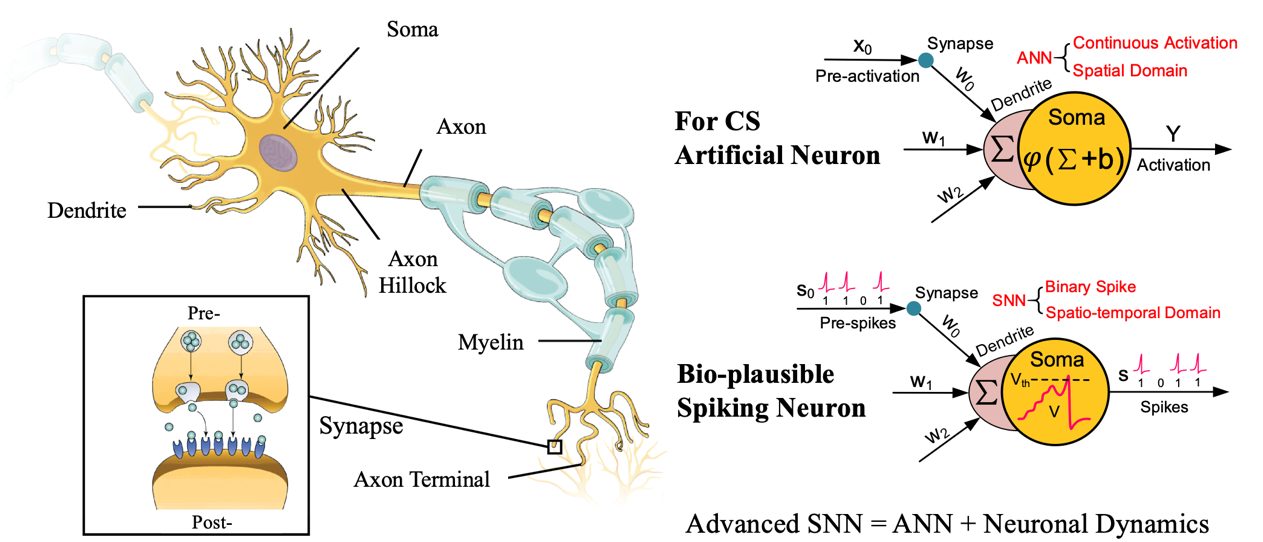 Soma
Axon
Dendrite
Axon
Hillock
Myelin
Pre-
Synapse
Axon Terminal
Post-
For CS
Artificial Neuron
X0
Pre-activation
Synapse
W0
Dendrite
W1
W2
Σ
Soma
φ(Σ+b)
Y
Activation
ANN
Continuous Activation
Spatial Domain
Bio-plausible
Spiking Neuron
S0
1 1 0 1
Pre-spikes
Synapse
W0
Dendrite
W1
W2
Σ
Soma
Vth
V
S
1 0 1 1
Spikes
SNN
Binary Spike
Spatio-temporal Domain
Advanced SNN = ANN + Neuronal Dynamics